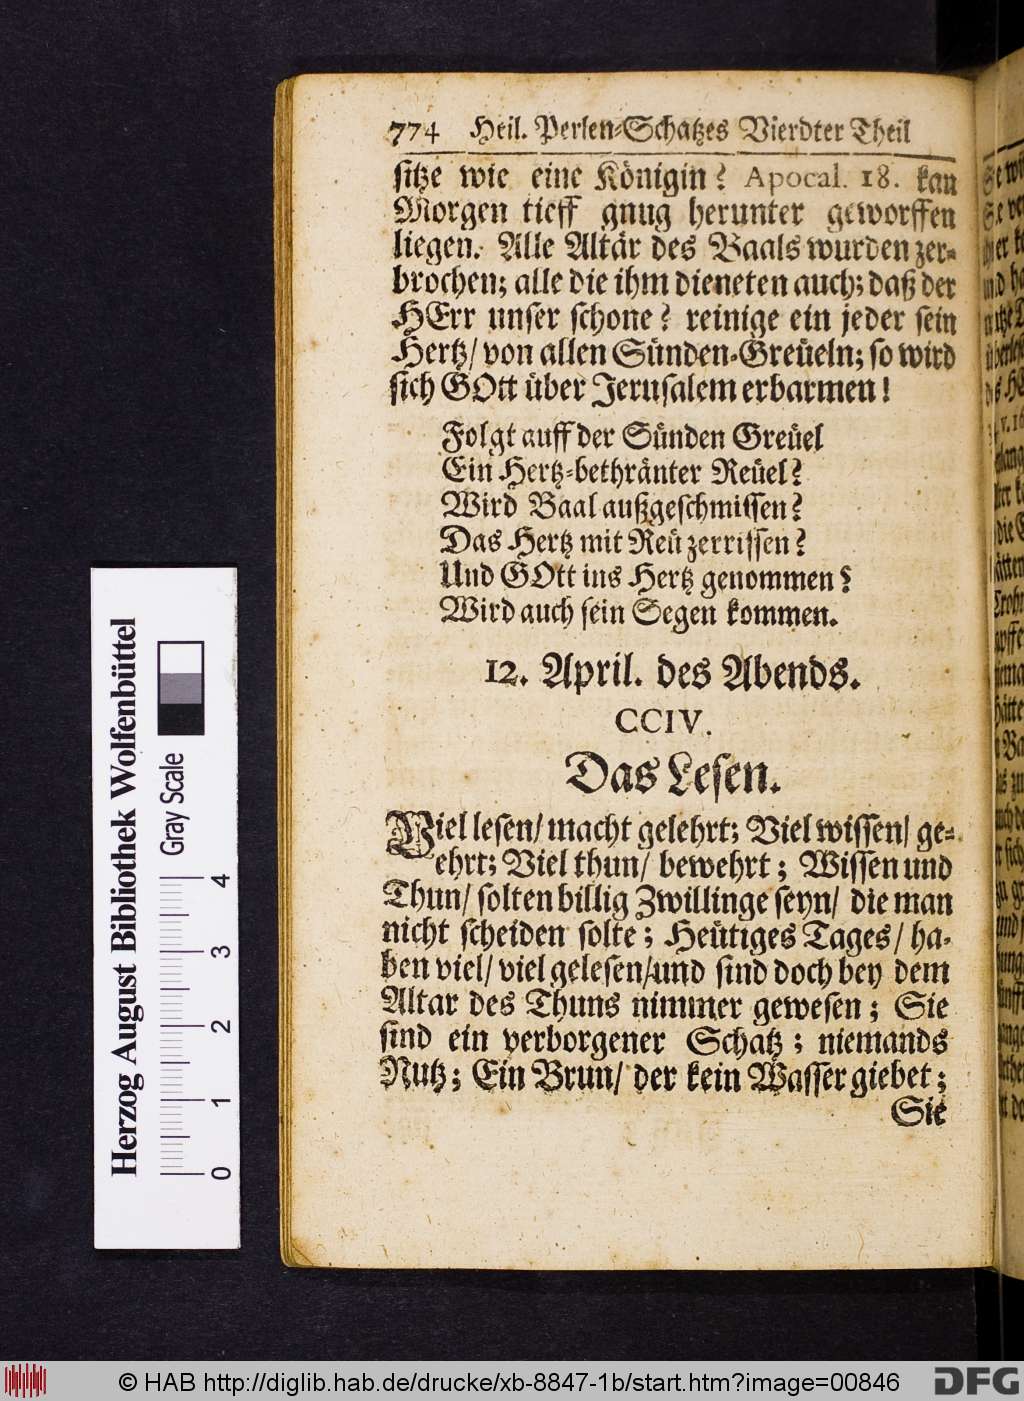 774 Heil. Perlen-Schatzes Vierdter Theil
sitze wie eine Königin? Apocal. 18. kan
Morgen tieff gnug herunter geworffen
liegen. Alle Altär des Baals wurden zer-
brochen; alle die ihm dieneten auch; daß der
HErr unser schone? reinige ein jeder sein
Hertz/ von allen Sünden-Greüeln; so wird
sich GOtt über Jerusalem erbarmen!
Folgt auff der Sünden Greüel
Ein Hertz-bethränter Reüel?
Wird Baal außgeschmissen?
Das Hertz mit Reü zerrissen?
Und GOtt ins Hertz genommen?
Wird auch sein Segen kommen.
12. April. des Abends.
CCIV.
Das Lesen.
Viel lesen/ macht gelehrt; Viel wissen/ ge-
ehrt; Viel thun/ bewehrt; Wissen und
Thun/ solten billig Zwillinge seyn/ die man
nicht scheiden solte; Heütiges Tages/ ha-
ben viel/ viel gelesen/ und sind doch bey dem
Altar des Thuns nimmer gewesen; Sie
sind ein verborgener Schatz; niemands
Nutz; Ein Brun/ der kein Wasser giebet;
Sie
Herzog August Bibliothek Wolfenbüttel
Gray Scale
0 1 2 3 4
© HAB http://diglib.hab.de/drucke/xb-8847-1b/start.htm?image=00846
DFG